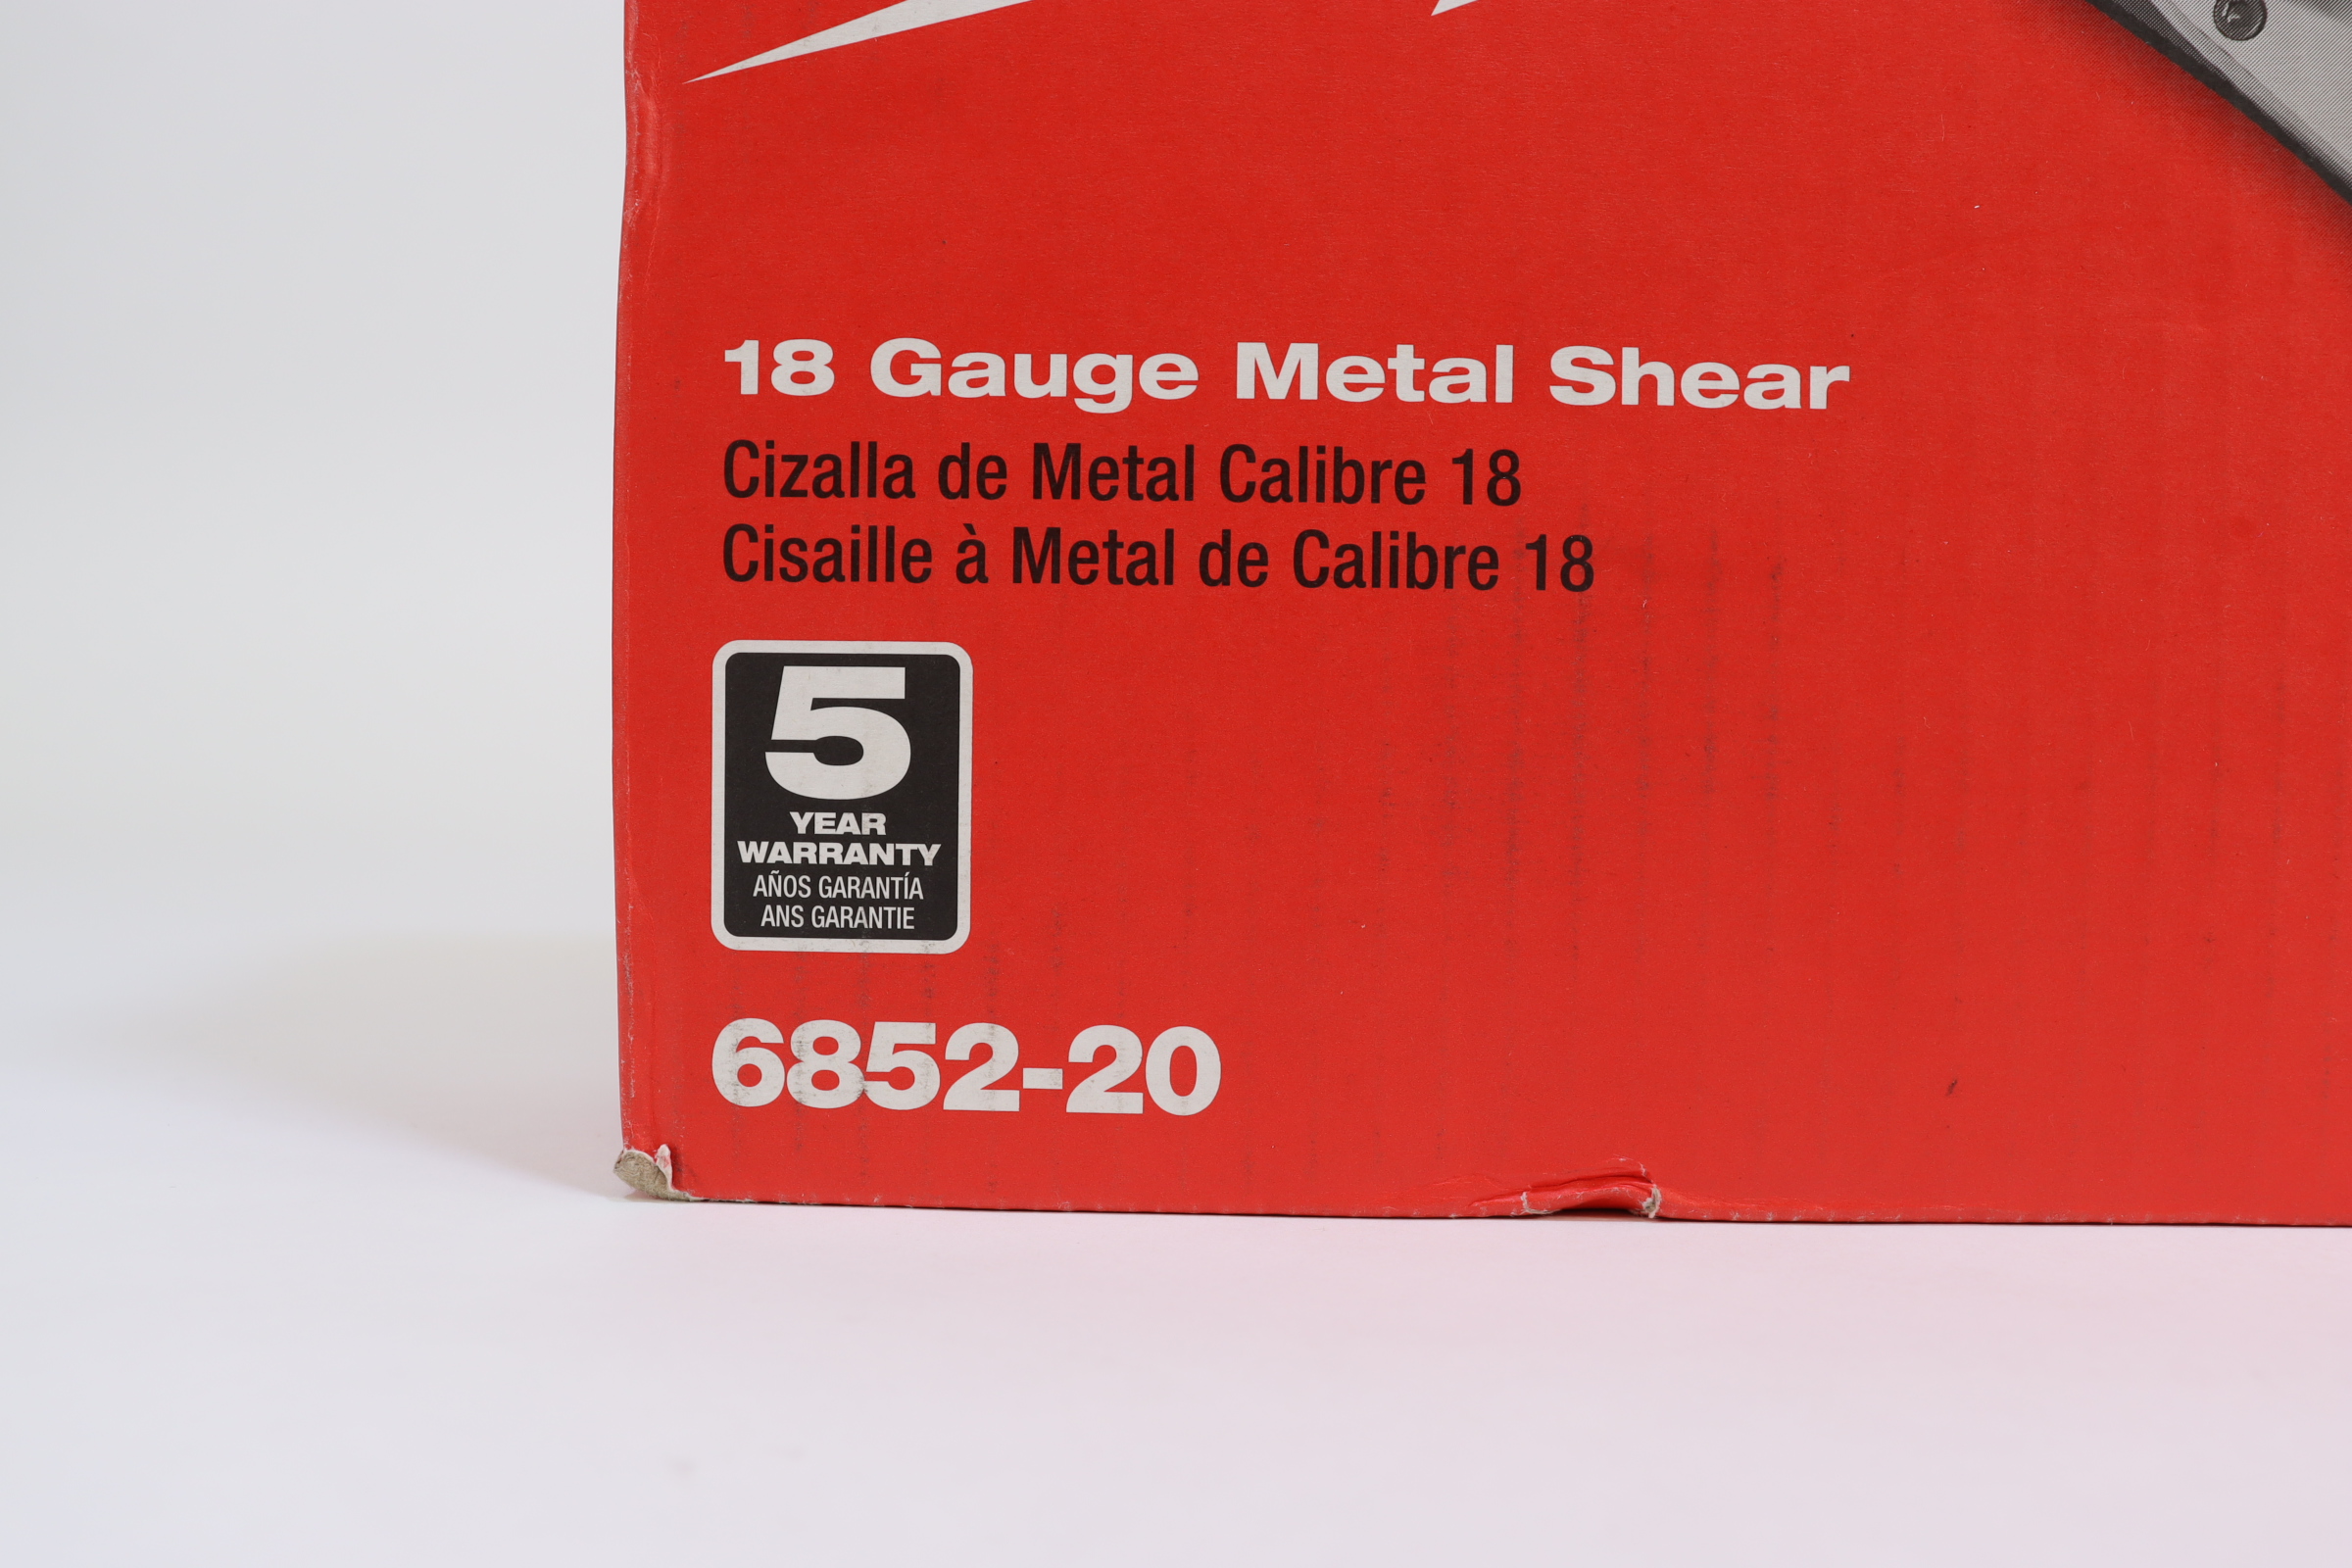 18 Gauge Metal Shear
Cizalla de Metal Calibre 18
Cisaille à Metal de Calibre 18
5
YEAR
WARRANTY
AÑOS GARANTÍA
ANS GARANTIE
6852-20